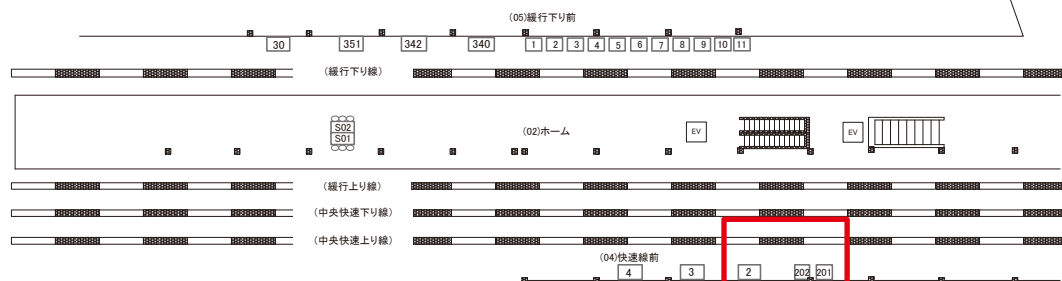 (05)緩行下り前
30 351 342 340 1 2 3 4 5 6 7 8 9 10 11
(緩行下り線)
S02
S01
(02)ホーム
EV
EV
(緩行上り線)
(中央快速下り線)
(中央快速上り線)
(04)快速線前
4 3 2 202 201